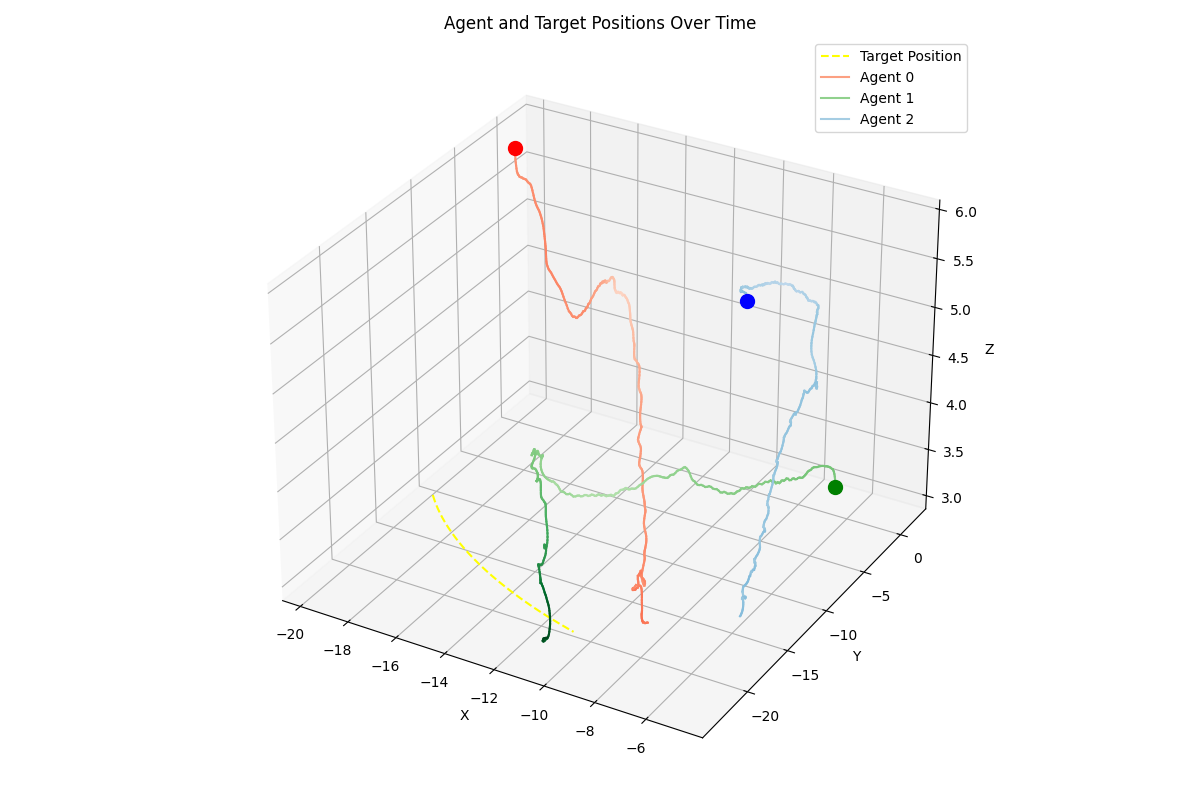 Agent and Target Positions Over Time
Target Position
Agent 0
Agent 1
Agent 2
6.0
5.5
5.0
4.5
4.0
3.5
3.0
Z
0
−5
−10
−15
−20
Y
−20
−18
−16
−14
−12
−10
−8
−6
X